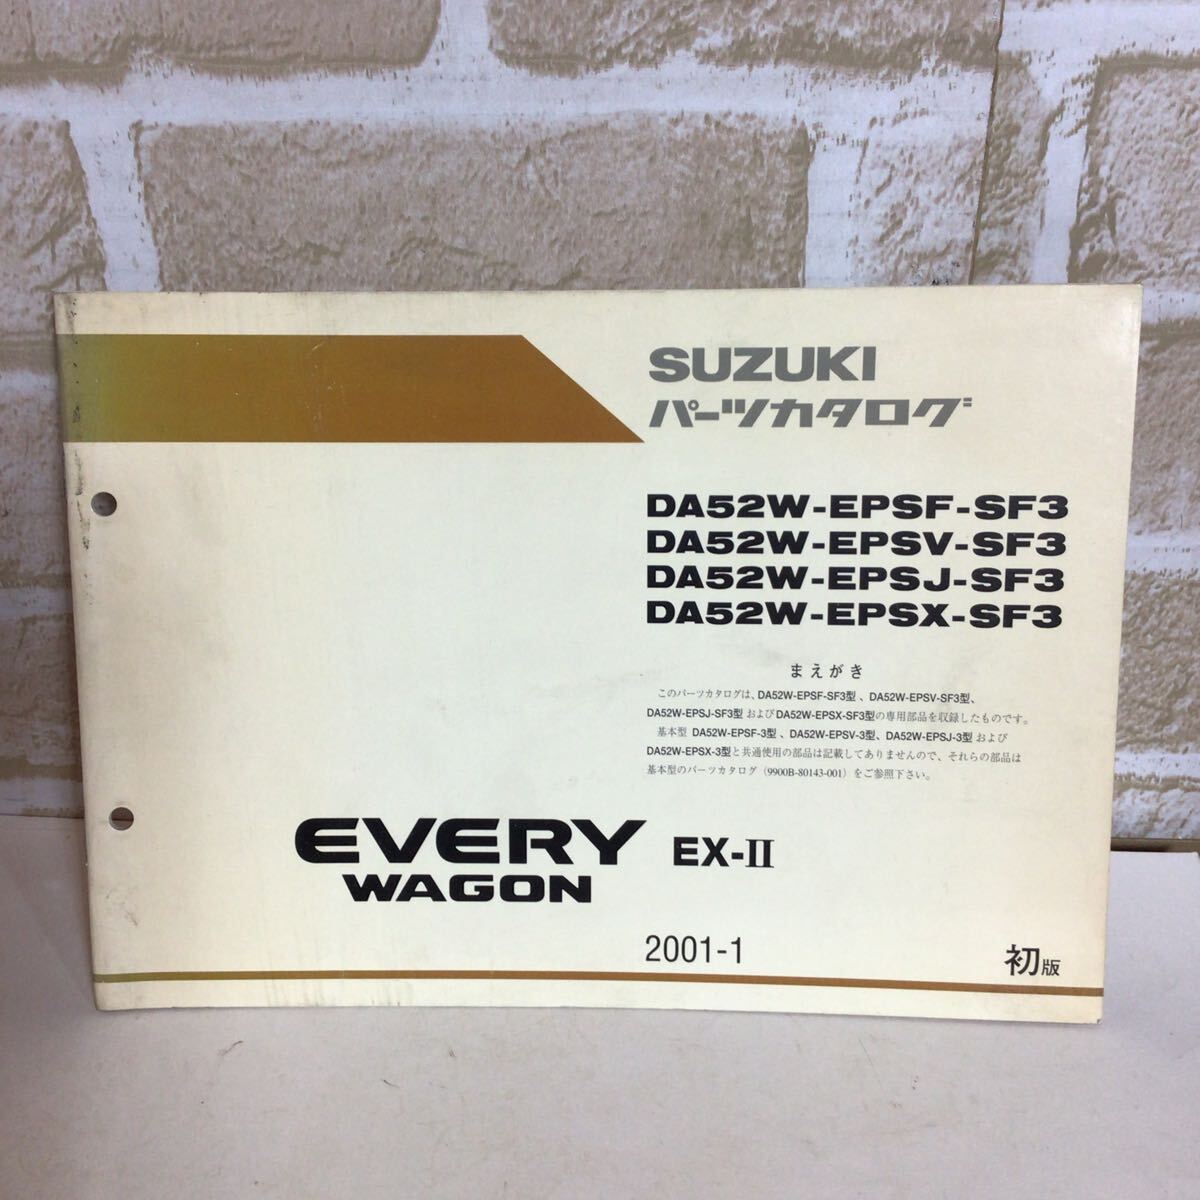 SUZUKI
パーツカタログ
DA52W-EPSF-SF3
DA52W-EPSV-SF3
DA52W-EPSJ-SF3
DA52W-EPSX-SF3
まえがき
このパーツカタログは、DA52W-EPSF-SF3型 、DA52W-EPSV-SF3型、
DA52W-EPSJ-SF3型 およびDA52W-EPSX-SF3型の専用部品を収録したものです。
基本型 DA52W-EPSF-3型 、DA52W-EPSV-3型、DA52W-EPSJ-3型 および
DA52W-EPSX-3型と共通使用の部品は記載してありませんので、それらの部品は
基本型のパーツカタログ（9900B-80143-001）をご参照下さい。
EVERY
WAGON
EX-II
2001-1
初版